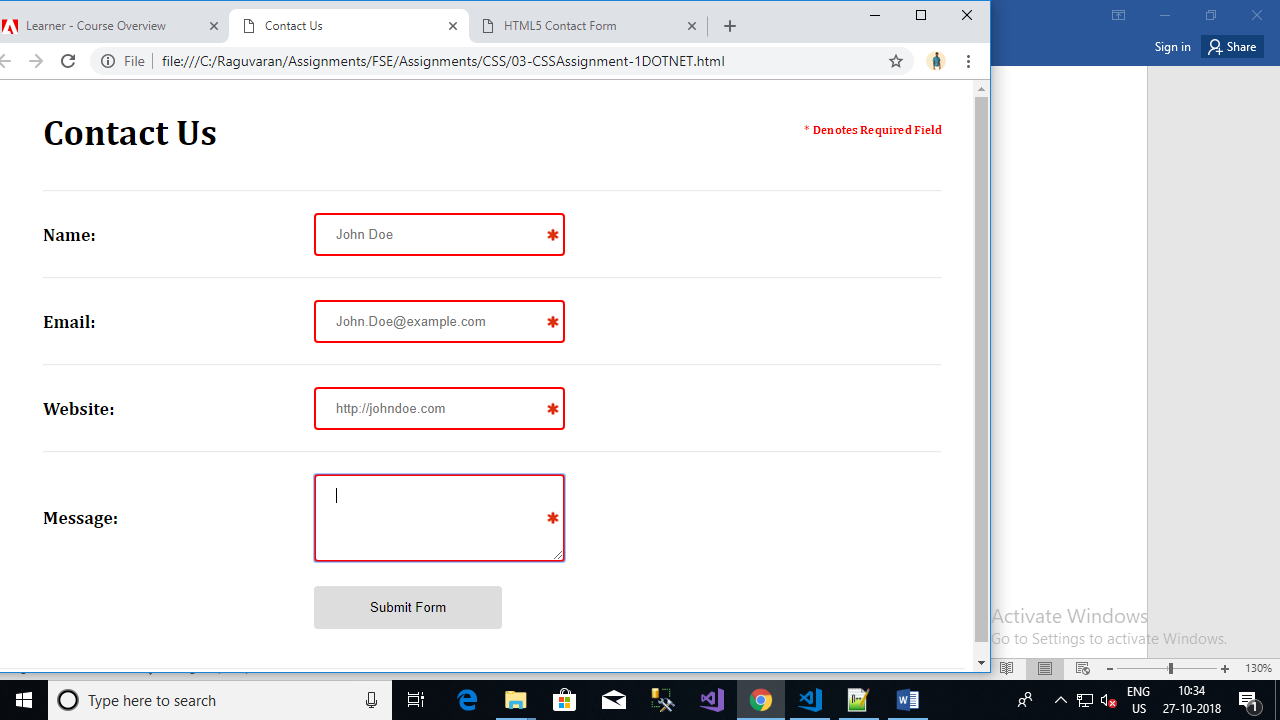 Learner - Course Overview
Contact Us
HTML5 Contact Form
File
file:///C:/Raguvaran/Assignments/FSE/Assignments/CSS/03-CSSAssignment-1DOTNET.html
Sign in
Share
Contact Us
* Denotes Required Field
Name:
John Doe
Email:
John.Doe@example.com
Website:
http://johndoe.com
Message:
Submit Form
Activate Windows
Go to Settings to activate Windows.
130%
Type here to search
ENG
US
10:34
27-10-2018
1